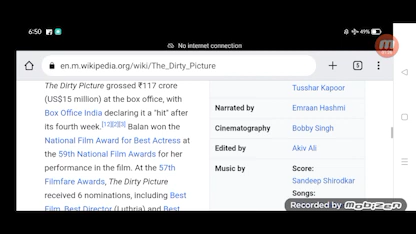 6:50
49%
No internet connection
en.m.wikipedia.org/wiki/The_Dirty_Picture
5
The Dirty Picture grossed ₹117 crore
(US$15 million) at the box office, with
Box Office India declaring it a "hit" after
its fourth week.[12][2][3] Balan won the
National Film Award for Best Actress at
the 59th National Film Awards for her
performance in the film. At the 57th
Filmfare Awards, The Dirty Picture
received 6 nominations, including Best
Film, Best Director (Luthria) and Best
Tusshar Kapoor
Narrated by Emraan Hashmi
Cinematography Bobby Singh
Edited by Akiv Ali
Music by Score:
Sandeep Shirodkar
Songs:
Recorded by mobizen